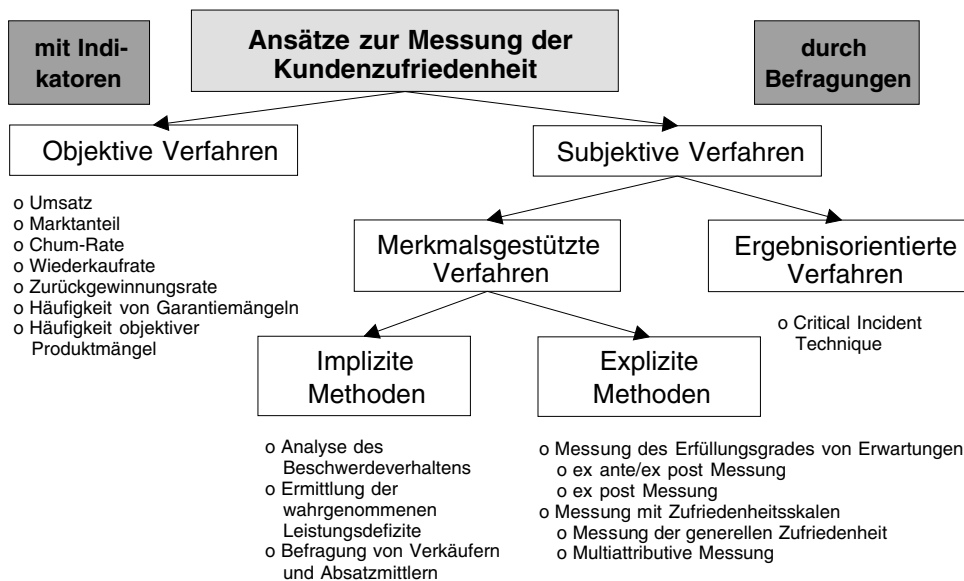 mit Indi-
katoren
Ansätze zur Messung der
Kundenzufriedenheit
durch
Befragungen
Objektive Verfahren
Subjektive Verfahren
o Umsatz
o Marktanteil
o Chum-Rate
o Wiederkaufrate
o Zurückgewinnungsrate
o Häufigkeit von Garantiemängeln
o Häufigkeit objektiver
Produktmängel
Merkmalsgestützte
Verfahren
Ergebnisorientierte
Verfahren
o Critical Incident
Technique
Implizite
Methoden
Explizite
Methoden
o Analyse des
Beschwerdeverhaltens
o Ermittlung der
wahrgenommenen
Leistungsdefizite
o Befragung von Verkäufern
und Absatzmittlern
o Messung des Erfüllungsgrades von Erwartungen
o ex ante/ex post Messung
o ex post Messung
o Messung mit Zufriedenheitsskalen
o Messung der generellen Zufriedenheit
o Multiattributive Messung